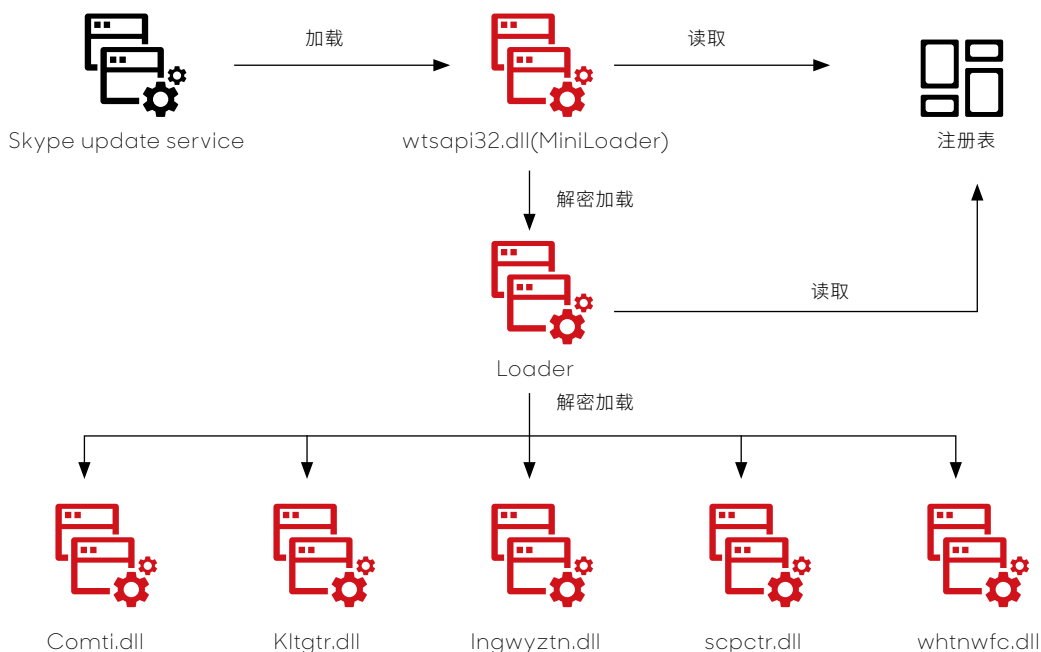 加载
读取
Skype update service
wtsapi32.dll(MiniLoader)
注册表
解密加载
读取
Loader
解密加载
Comti.dll
Kltgtr.dll
lngwyztn.dll
scpctr.dll
whtnwfc.dll